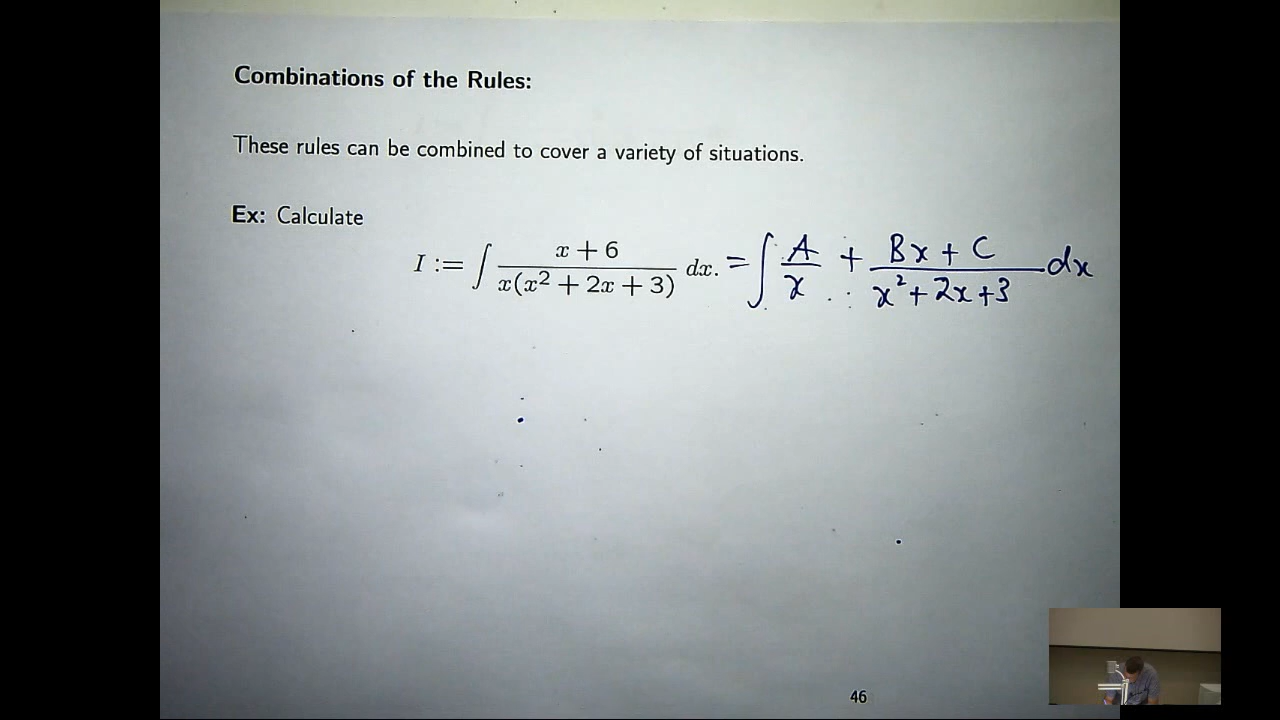 Combinations of the Rules:
These rules can be combined to cover a variety of situations.
Ex: Calculate
I := ∫ x + 6 / x(x² + 2x + 3) dx. = ∫ A / x + Bx + C / x² + 2x + 3 dx
46